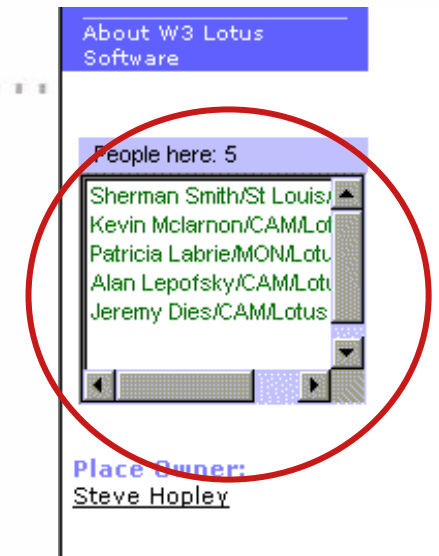 About W3 Lotus
Software
People here: 5
Sherman Smith/St Louis/
Kevin Mclarnon/CAM/Lot
Patricia Labrie/MON/Lotu
Alan Lepofsky/CAM/Lotu
Jeremy Dies/CAM/Lotus
Place Owner:
Steve Hopley